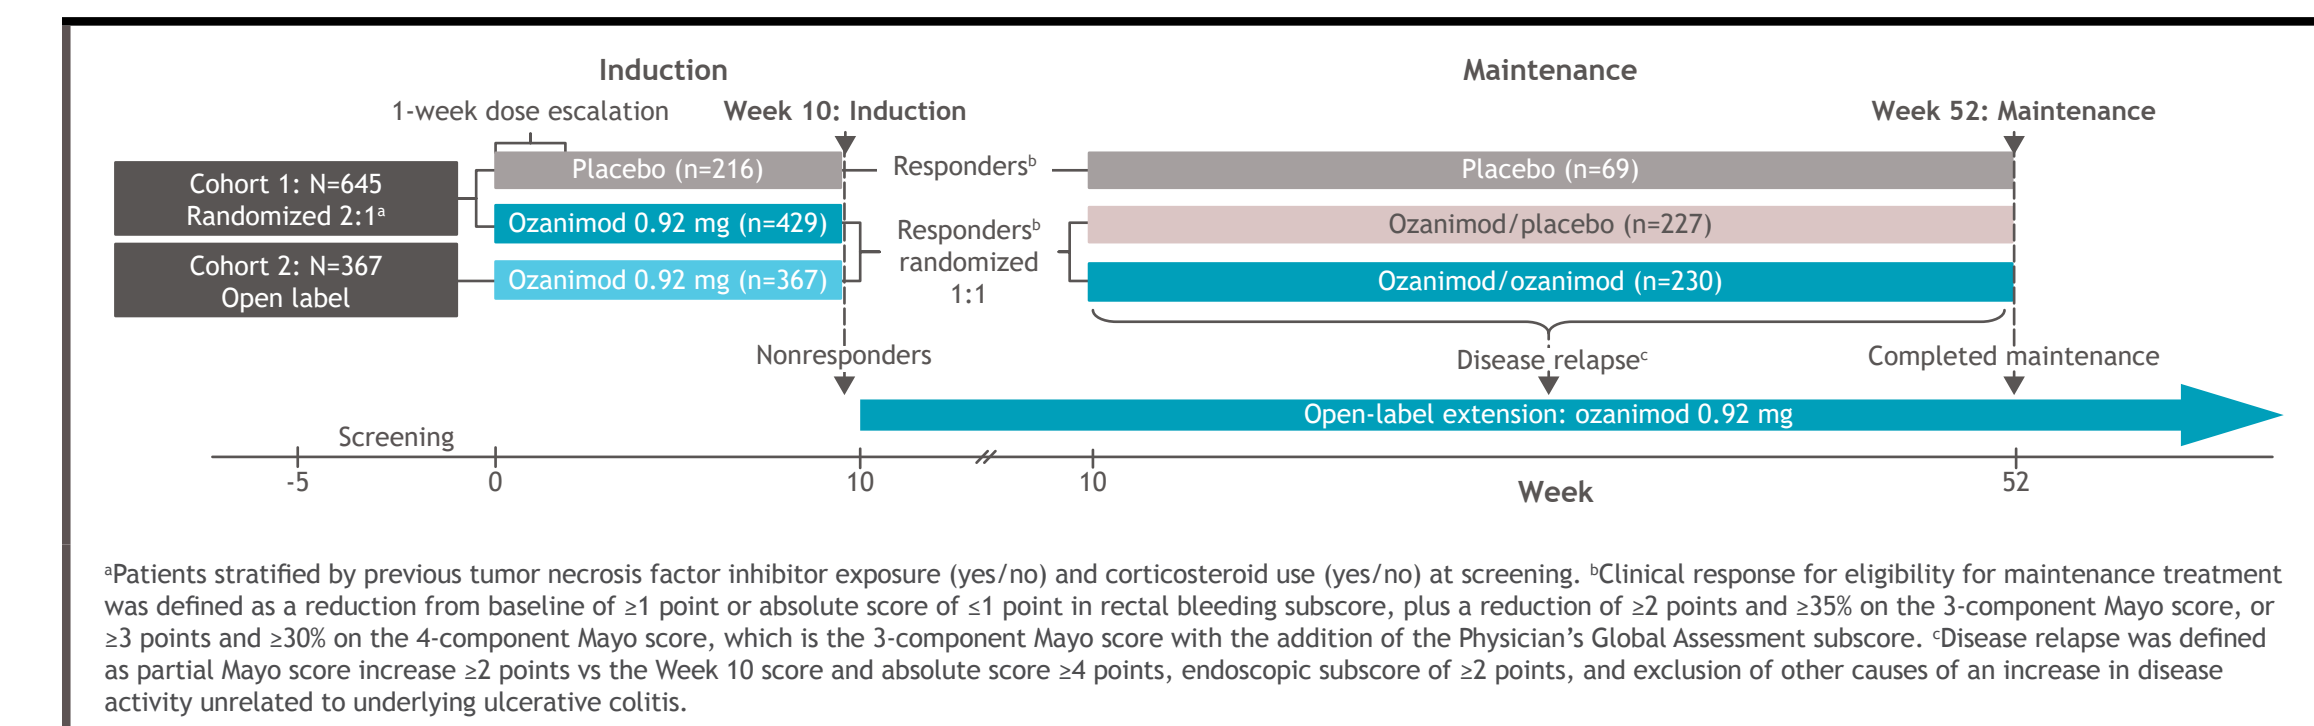 Induction
Maintenance
1-week dose escalation
Week 10: Induction
Week 52: Maintenance
Cohort 1: N=645
Randomized 2:1ᵃ
Placebo (n=216)
Respondersᵇ
Placebo (n=69)
Ozanimod 0.92 mg (n=429)
Respondersᵇ
randomized
1:1
Ozanimod/placebo (n=227)
Cohort 2: N=367
Open label
Ozanimod 0.92 mg (n=367)
Ozanimod/ozanimod (n=230)
Nonresponders
Disease relapseᶜ
Completed maintenance
Open-label extension: ozanimod 0.92 mg
Screening
-5
0
10
10
Week
52
ᵃPatients stratified by previous tumor necrosis factor inhibitor exposure (yes/no) and corticosteroid use (yes/no) at screening. ᵇClinical response for eligibility for maintenance treatment
was defined as a reduction from baseline of ≥1 point or absolute score of ≤1 point in rectal bleeding subscore, plus a reduction of ≥2 points and ≥35% on the 3-component Mayo score, or
≥3 points and ≥30% on the 4-component Mayo score, which is the 3-component Mayo score with the addition of the Physician’s Global Assessment subscore. ᶜDisease relapse was defined
as partial Mayo score increase ≥2 points vs the Week 10 score and absolute score ≥4 points, endoscopic subscore of ≥2 points, and exclusion of other causes of an increase in disease
activity unrelated to underlying ulcerative colitis.